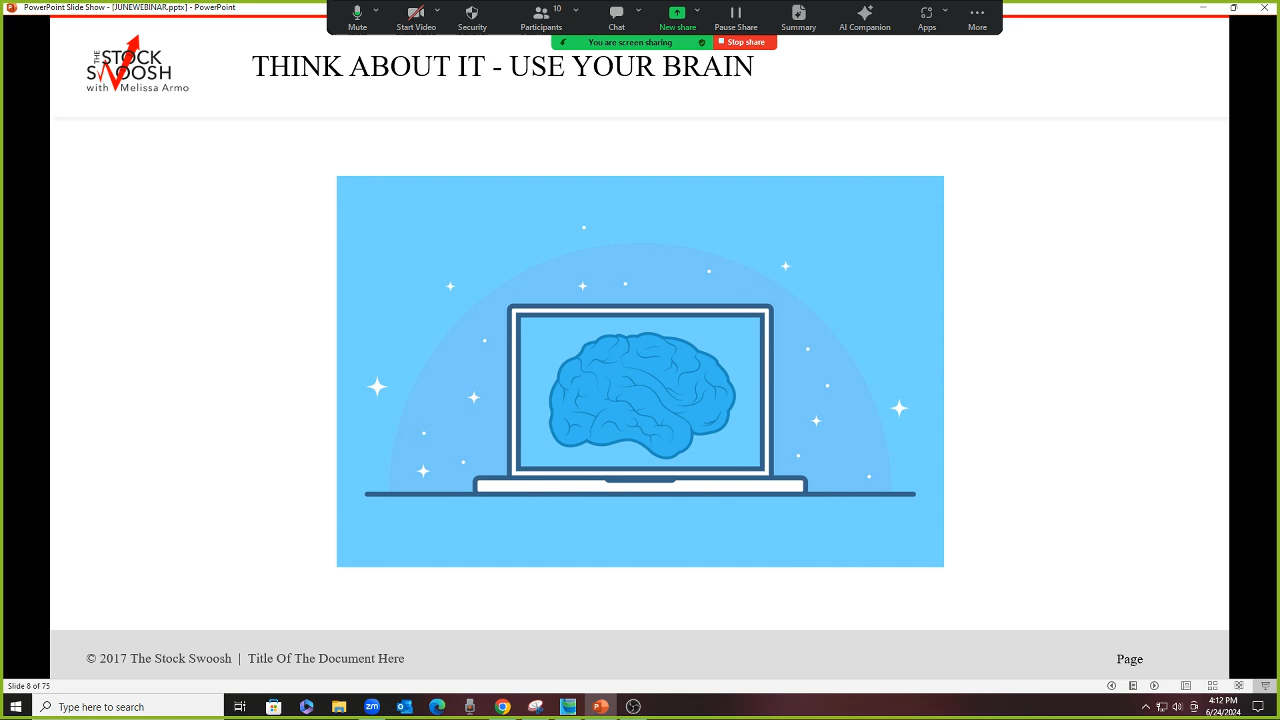 PowerPoint Slide Show - [JUNEWEBINAR.pptx] - PowerPoint
Mute
Start Video
Security
Participants
10
Chat
New share
Pause Share
Summary
AI Companion
Apps
More
You are screen sharing
Stop share
THE
STOCK
SWOOSH
with Melissa Armo
THINK ABOUT IT - USE YOUR BRAIN
© 2017 The Stock Swoosh | Title Of The Document Here
Page
Slide 8 of 75
Type here to search
zm
4:12 PM
6/24/2024